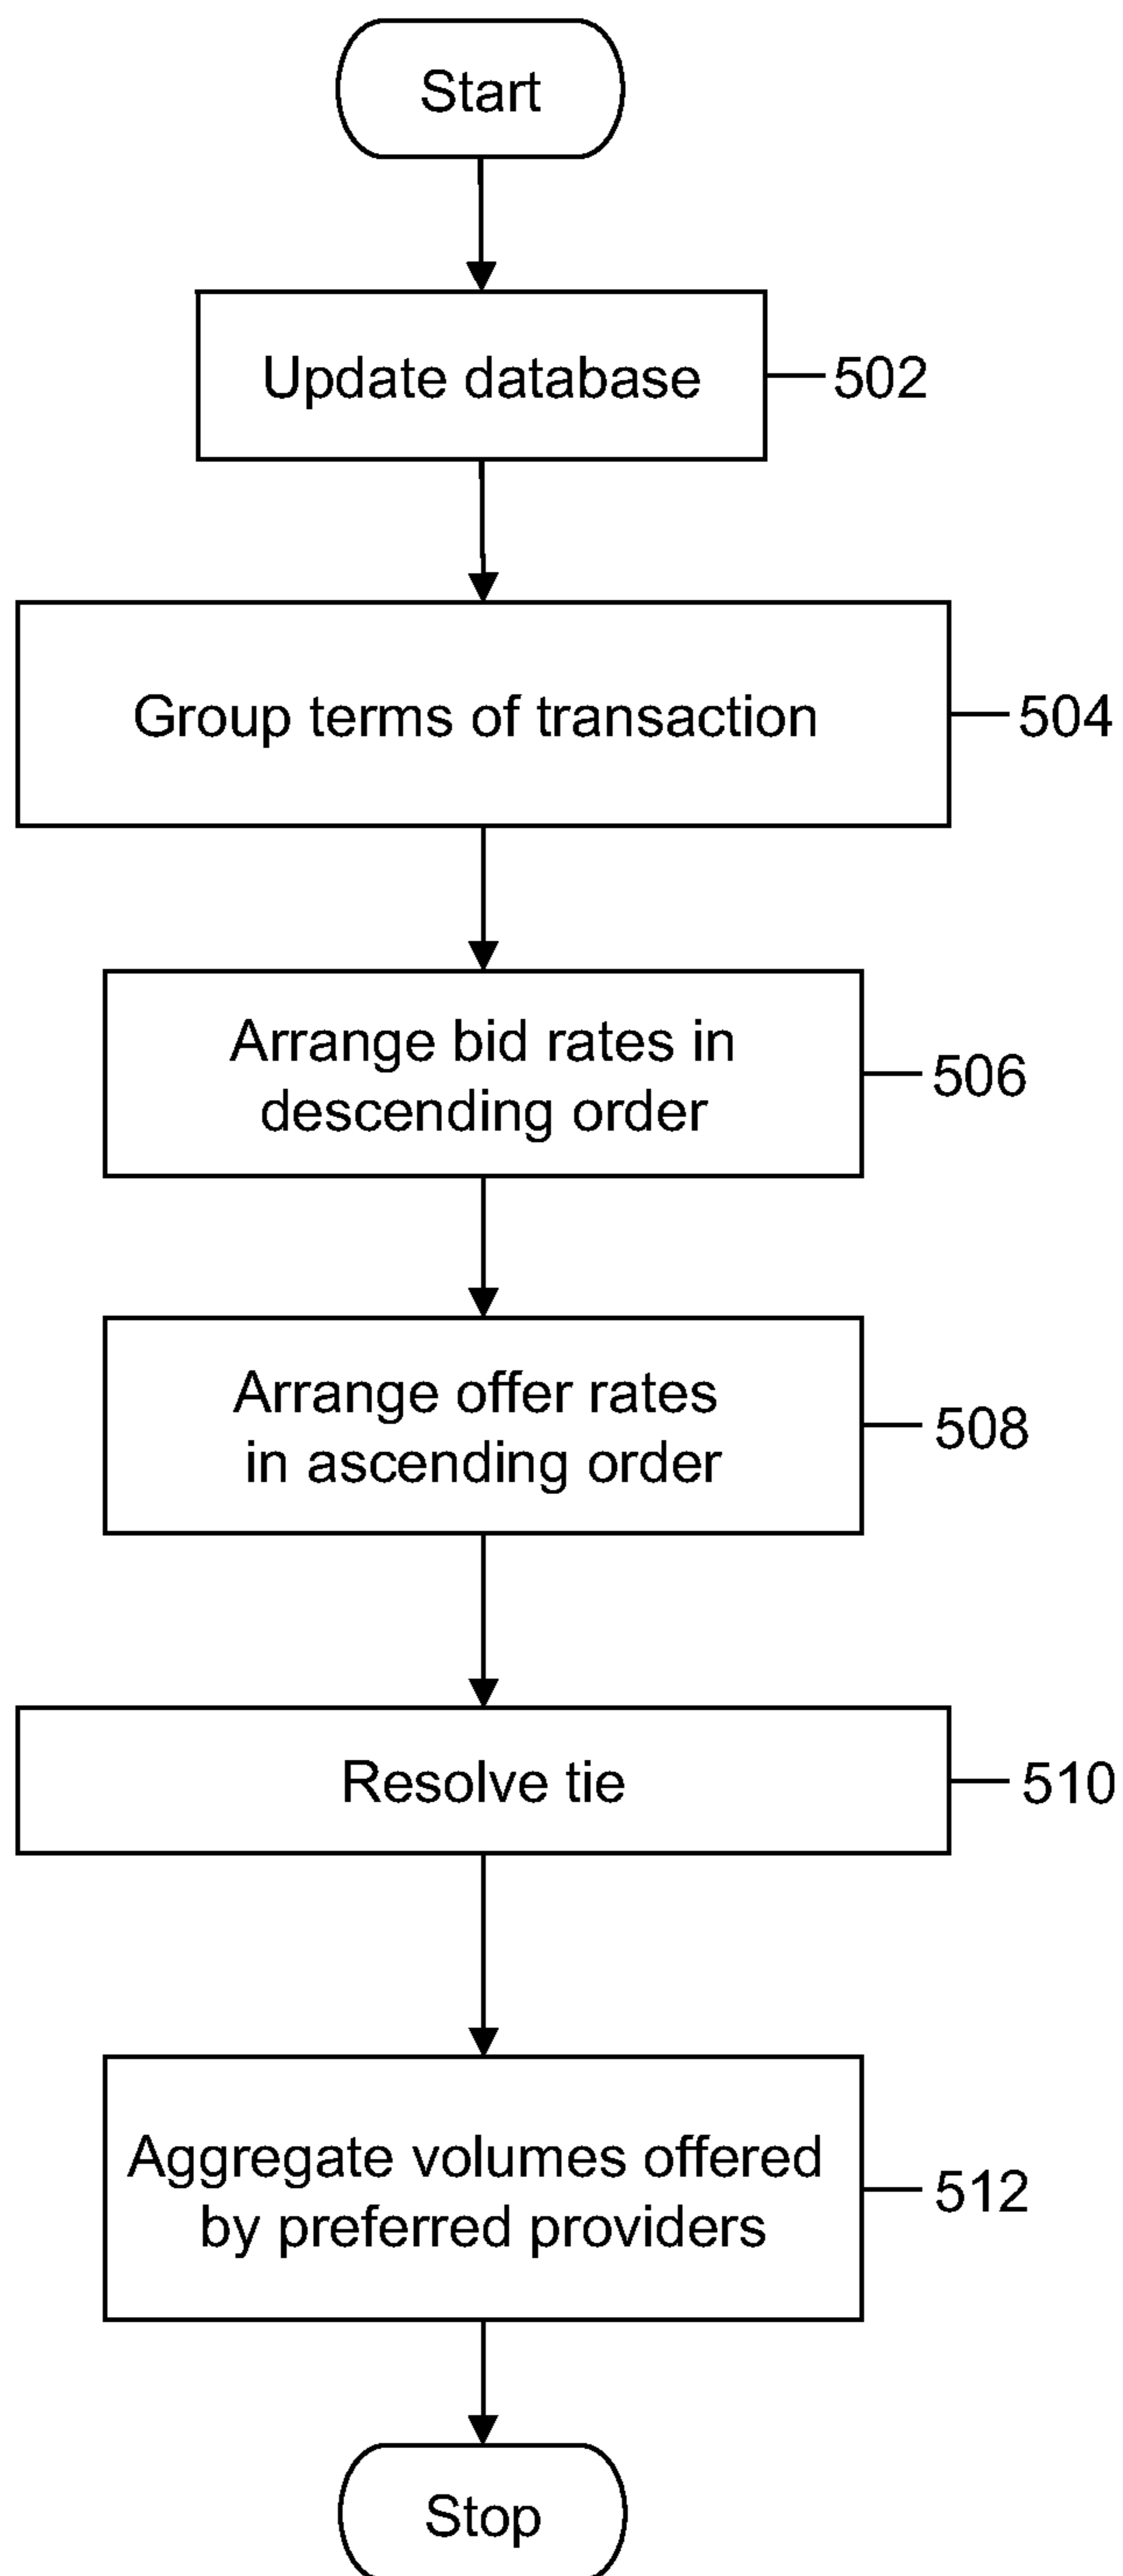 Start
Update database
502
Group terms of transaction
504
Arrange bid rates in
descending order
506
Arrange offer rates
in ascending order
508
Resolve tie
510
Aggregate volumes offered
by preferred providers
512
Stop